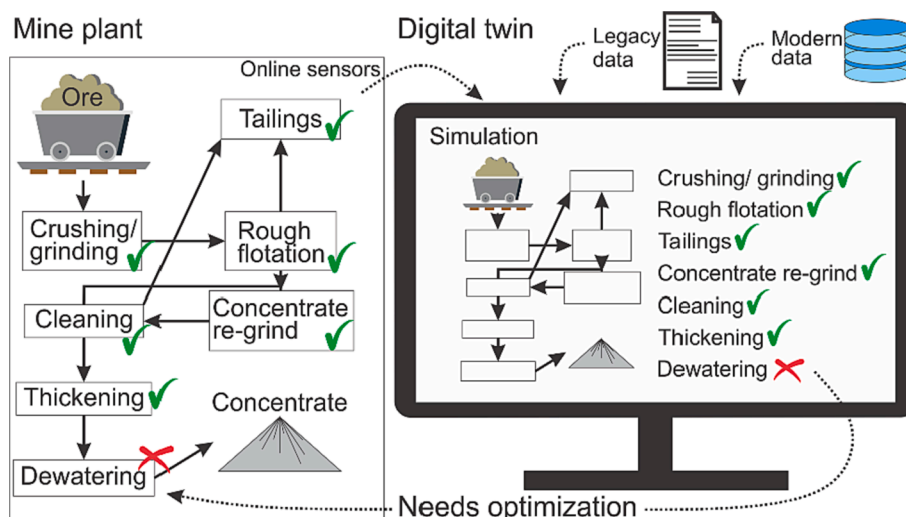 Mine plant
Ore
Online sensors
Tailings
Crushing/
grinding
Rough
flotation
Cleaning
Concentrate
re-grind
Thickening
Concentrate
Dewatering
Digital twin
Legacy
data
Modern
data
Simulation
Crushing/ grinding
Rough flotation
Tailings
Concentrate re-grind
Cleaning
Thickening
Dewatering
Needs optimization